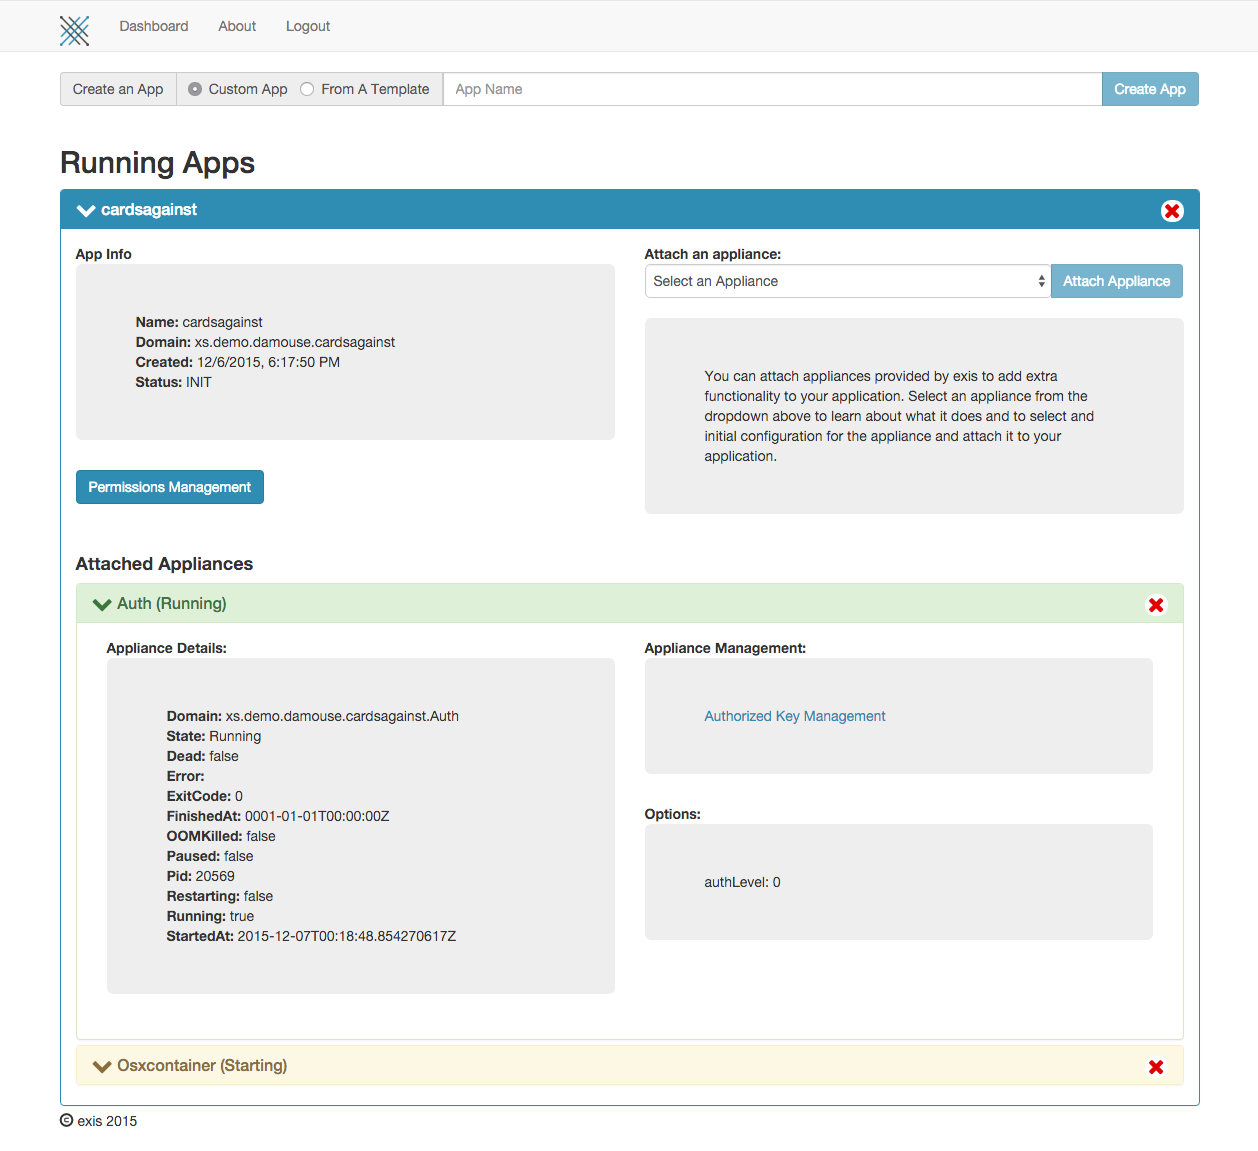 Dashboard About Logout
Create an App Custom App From A Template App Name Create App
Running Apps
cardsagainst
App Info
Name: cardsagainst
Domain: xs.demo.damouse.cardsagainst
Created: 12/6/2015, 6:17:50 PM
Status: INIT
Permissions Management
Attach an appliance:
Select an Appliance Attach Appliance
You can attach appliances provided by exis to add extra
functionality to your application. Select an appliance from the
dropdown above to learn about what it does and to select and
initial configuration for the appliance and attach it to your
application.
Attached Appliances
Auth (Running)
Appliance Details:
Domain: xs.demo.damouse.cardsagainst.Auth
State: Running
Dead: false
Error:
ExitCode: 0
FinishedAt: 0001-01-01T00:00:00Z
OOMKilled: false
Paused: false
Pid: 20569
Restarting: false
Running: true
StartedAt: 2015-12-07T00:18:48.854270617Z
Appliance Management:
Authorized Key Management
Options:
authLevel: 0
Osxcontainer (Starting)
© exis 2015